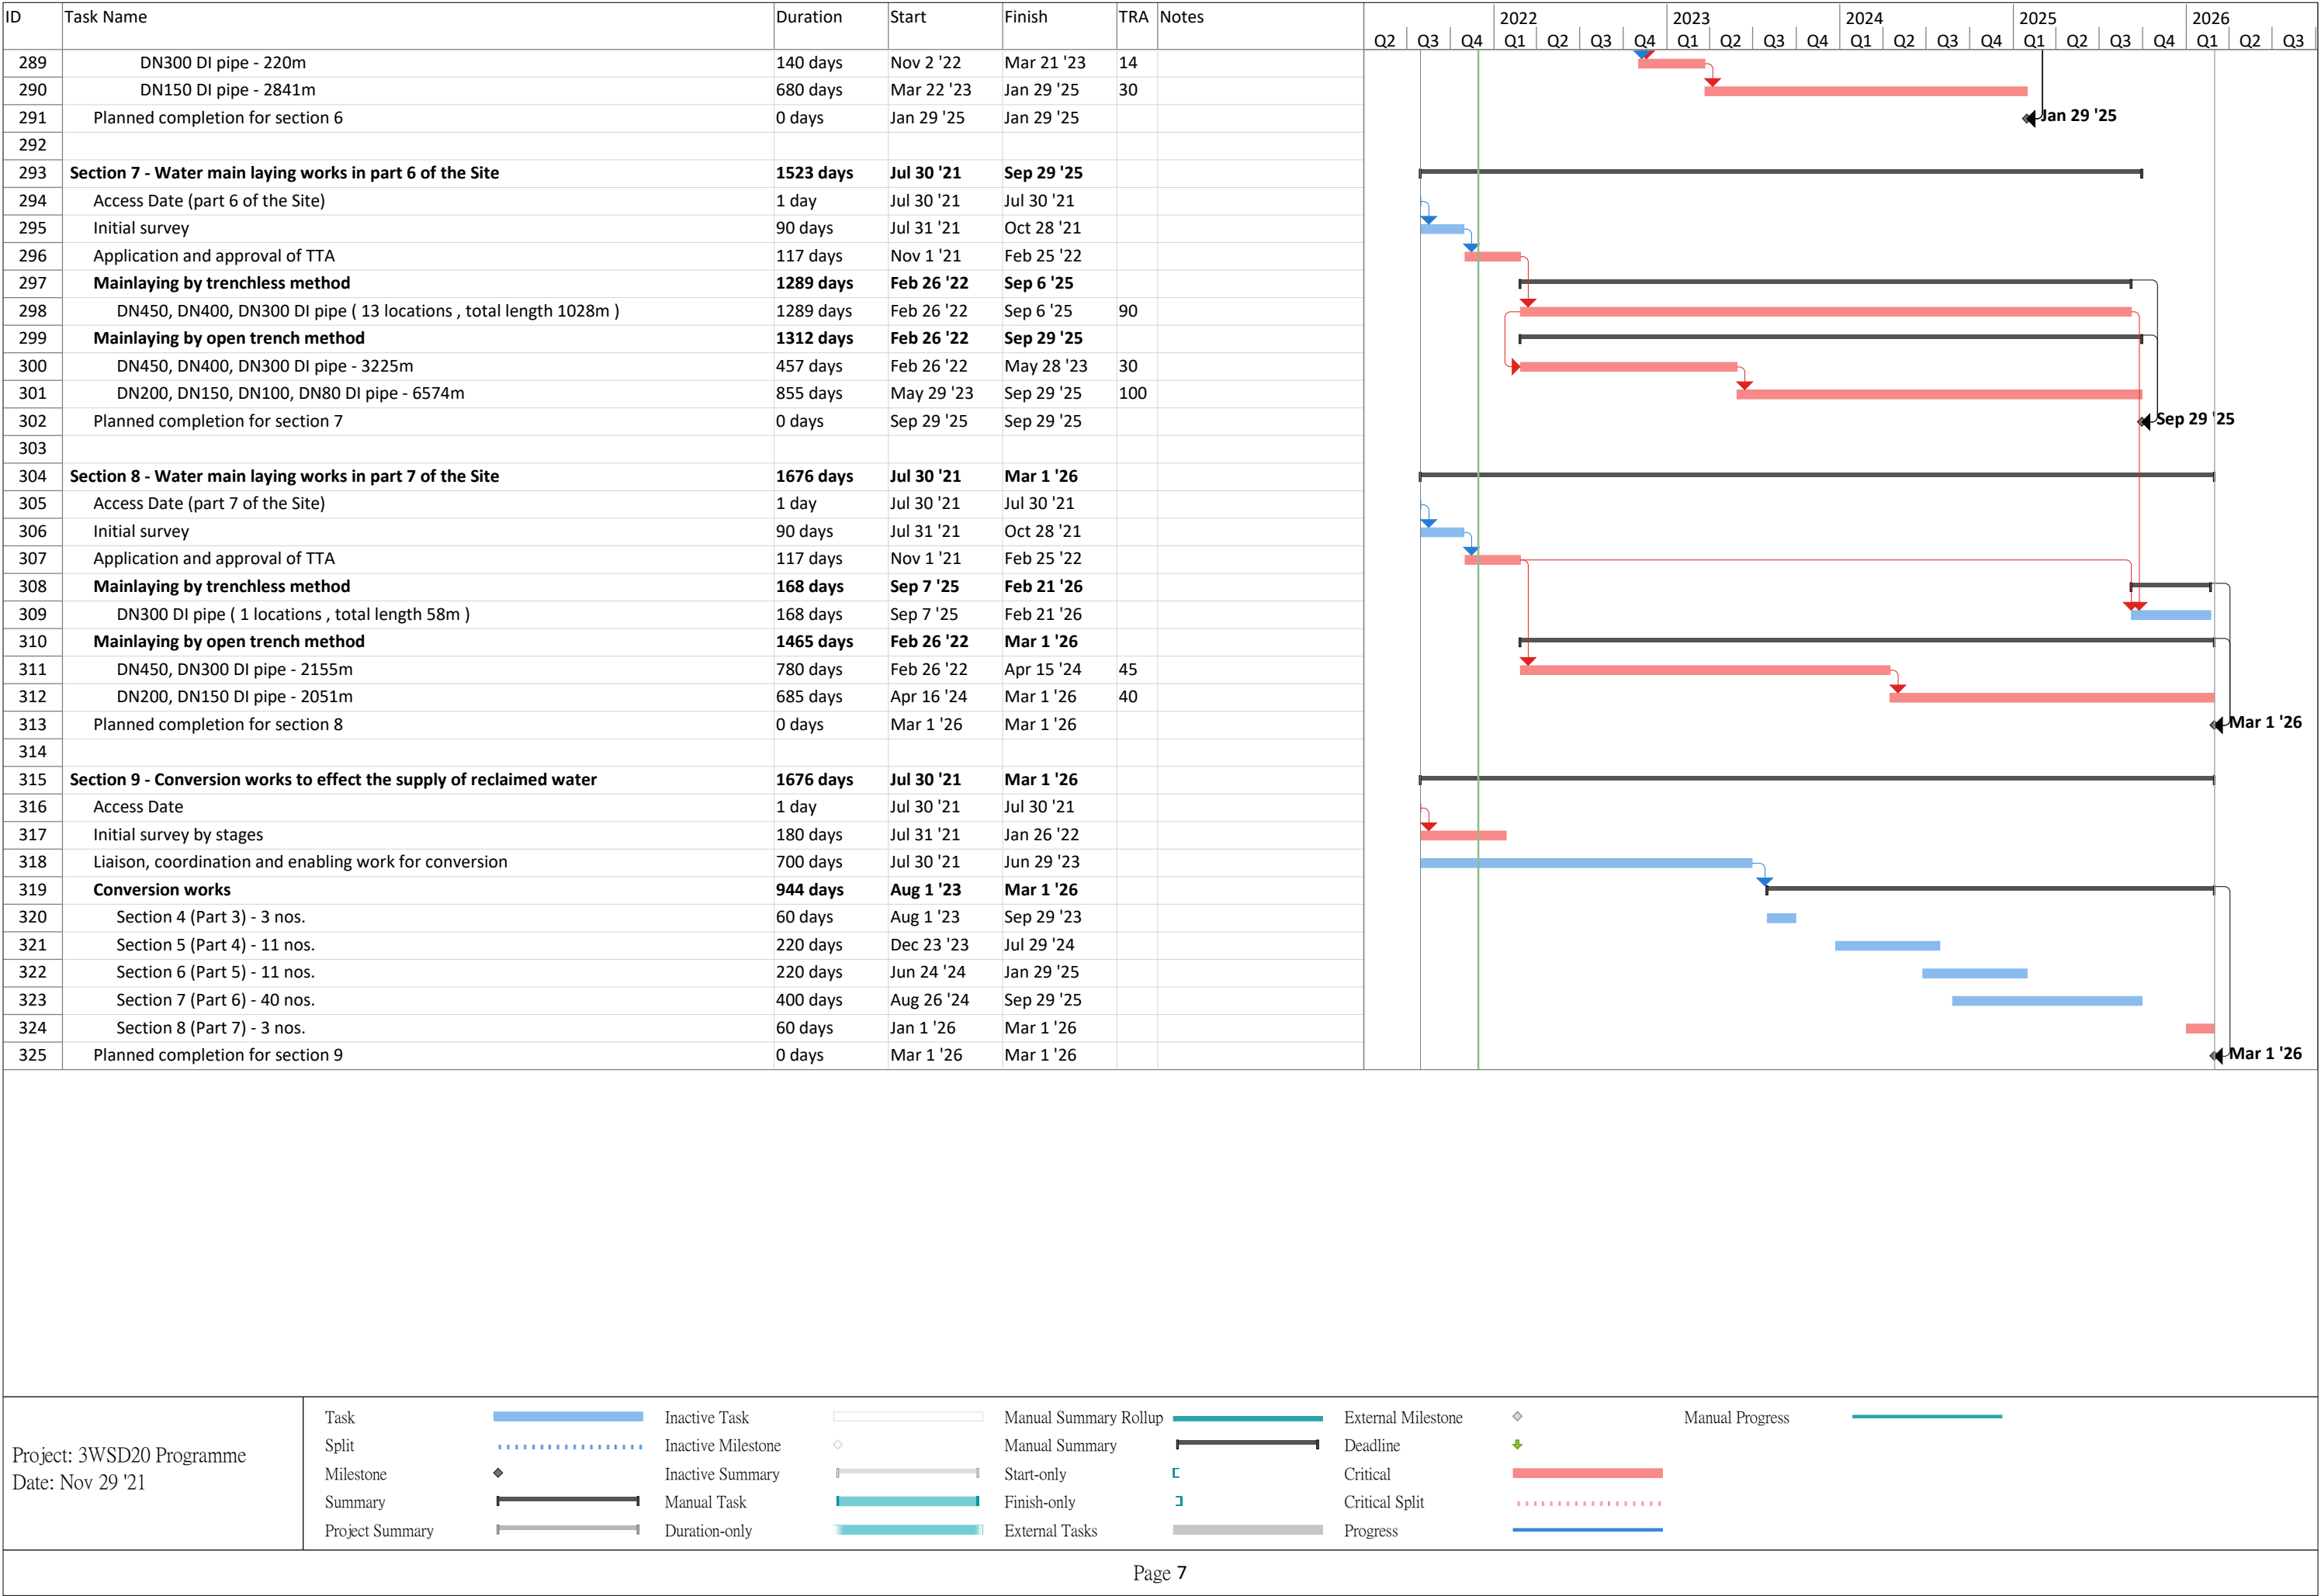 ID Task Name Duration Start Finish TRA Notes 2022 2023 2024 2025 2026
Q2 Q3 Q4 Q1 Q2 Q3 Q4 Q1 Q2 Q3 Q4 Q1 Q2 Q3 Q4 Q1 Q2 Q3 Q4 Q1 Q2 Q3
289 DN300 DI pipe - 220m 140 days Nov 2 '22 Mar 21 '23 14
290 DN150 DI pipe - 2841m 680 days Mar 22 '23 Jan 29 '25 30
291 Planned completion for section 6 0 days Jan 29 '25 Jan 29 '25 Jan 29 '25
292
293 Section 7 - Water main laying works in part 6 of the Site 1523 days Jul 30 '21 Sep 29 '25
294 Access Date (part 6 of the Site) 1 day Jul 30 '21 Jul 30 '21
295 Initial survey 90 days Jul 31 '21 Oct 28 '21
296 Application and approval of TTA 117 days Nov 1 '21 Feb 25 '22
297 Mainlaying by trenchless method 1289 days Feb 26 '22 Sep 6 '25
298 DN450, DN400, DN300 DI pipe ( 13 locations , total length 1028m ) 1289 days Feb 26 '22 Sep 6 '25 90
299 Mainlaying by open trench method 1312 days Feb 26 '22 Sep 29 '25
300 DN450, DN400, DN300 DI pipe - 3225m 457 days Feb 26 '22 May 28 '23 30
301 DN200, DN150, DN100, DN80 DI pipe - 6574m 855 days May 29 '23 Sep 29 '25 100
302 Planned completion for section 7 0 days Sep 29 '25 Sep 29 '25 Sep 29 '25
303
304 Section 8 - Water main laying works in part 7 of the Site 1676 days Jul 30 '21 Mar 1 '26
305 Access Date (part 7 of the Site) 1 day Jul 30 '21 Jul 30 '21
306 Initial survey 90 days Jul 31 '21 Oct 28 '21
307 Application and approval of TTA 117 days Nov 1 '21 Feb 25 '22
308 Mainlaying by trenchless method 168 days Sep 7 '25 Feb 21 '26
309 DN300 DI pipe ( 1 locations , total length 58m ) 168 days Sep 7 '25 Feb 21 '26
310 Mainlaying by open trench method 1465 days Feb 26 '22 Mar 1 '26
311 DN450, DN300 DI pipe - 2155m 780 days Feb 26 '22 Apr 15 '24 45
312 DN200, DN150 DI pipe - 2051m 685 days Apr 16 '24 Mar 1 '26 40
313 Planned completion for section 8 0 days Mar 1 '26 Mar 1 '26 Mar 1 '26
314
315 Section 9 - Conversion works to effect the supply of reclaimed water 1676 days Jul 30 '21 Mar 1 '26
316 Access Date 1 day Jul 30 '21 Jul 30 '21
317 Initial survey by stages 180 days Jul 31 '21 Jan 26 '22
318 Liaison, coordination and enabling work for conversion 700 days Jul 30 '21 Jun 29 '23
319 Conversion works 944 days Aug 1 '23 Mar 1 '26
320 Section 4 (Part 3) - 3 nos. 60 days Aug 1 '23 Sep 29 '23
321 Section 5 (Part 4) - 11 nos. 220 days Dec 23 '23 Jul 29 '24
322 Section 6 (Part 5) - 11 nos. 220 days Jun 24 '24 Jan 29 '25
323 Section 7 (Part 6) - 40 nos. 400 days Aug 26 '24 Sep 29 '25
324 Section 8 (Part 7) - 3 nos. 60 days Jan 1 '26 Mar 1 '26
325 Planned completion for section 9 0 days Mar 1 '26 Mar 1 '26 Mar 1 '26
Project: 3WSD20 Programme
Date: Nov 29 '21
Task Inactive Task Manual Summary Rollup External Milestone Manual Progress
Split Inactive Milestone Manual Summary Deadline
Milestone Inactive Summary Start-only Critical
Summary Manual Task Finish-only Critical Split
Project Summary Duration-only External Tasks Progress
Page 7